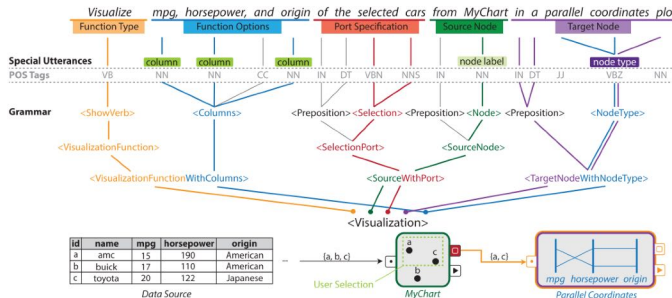 Visualize mpg, horsepower, and origin of the selected cars from MyChart in a parallel coordinates plo
Function Type Function Options Port Specification Source Node Target Node
Special Utterances column column column node label node type
POS Tags VB NN NN CC NN IN DT VBN NNS IN NN IN DT JJ VBZ NN
Grammar <ShowVerb> <Columns> <Preposition> <Selection> <Preposition> <Node> <Preposition> <NodeType>
<VisualizationFunction> <SelectionPort> <SourceNode>
<VisualizationFunctionWithColumns> <SourceWithPort> <TargetNodeWithNodeType>
<Visualization>
id name mpg horsepower origin
a amc 15 190 American
b buick 17 110 American
c toyota 20 122 Japanese
Data Source
... {a, b, c}
User Selection
a
c
b
MyChart
{a, c}
mpg horsepower origin
Parallel Coordinates